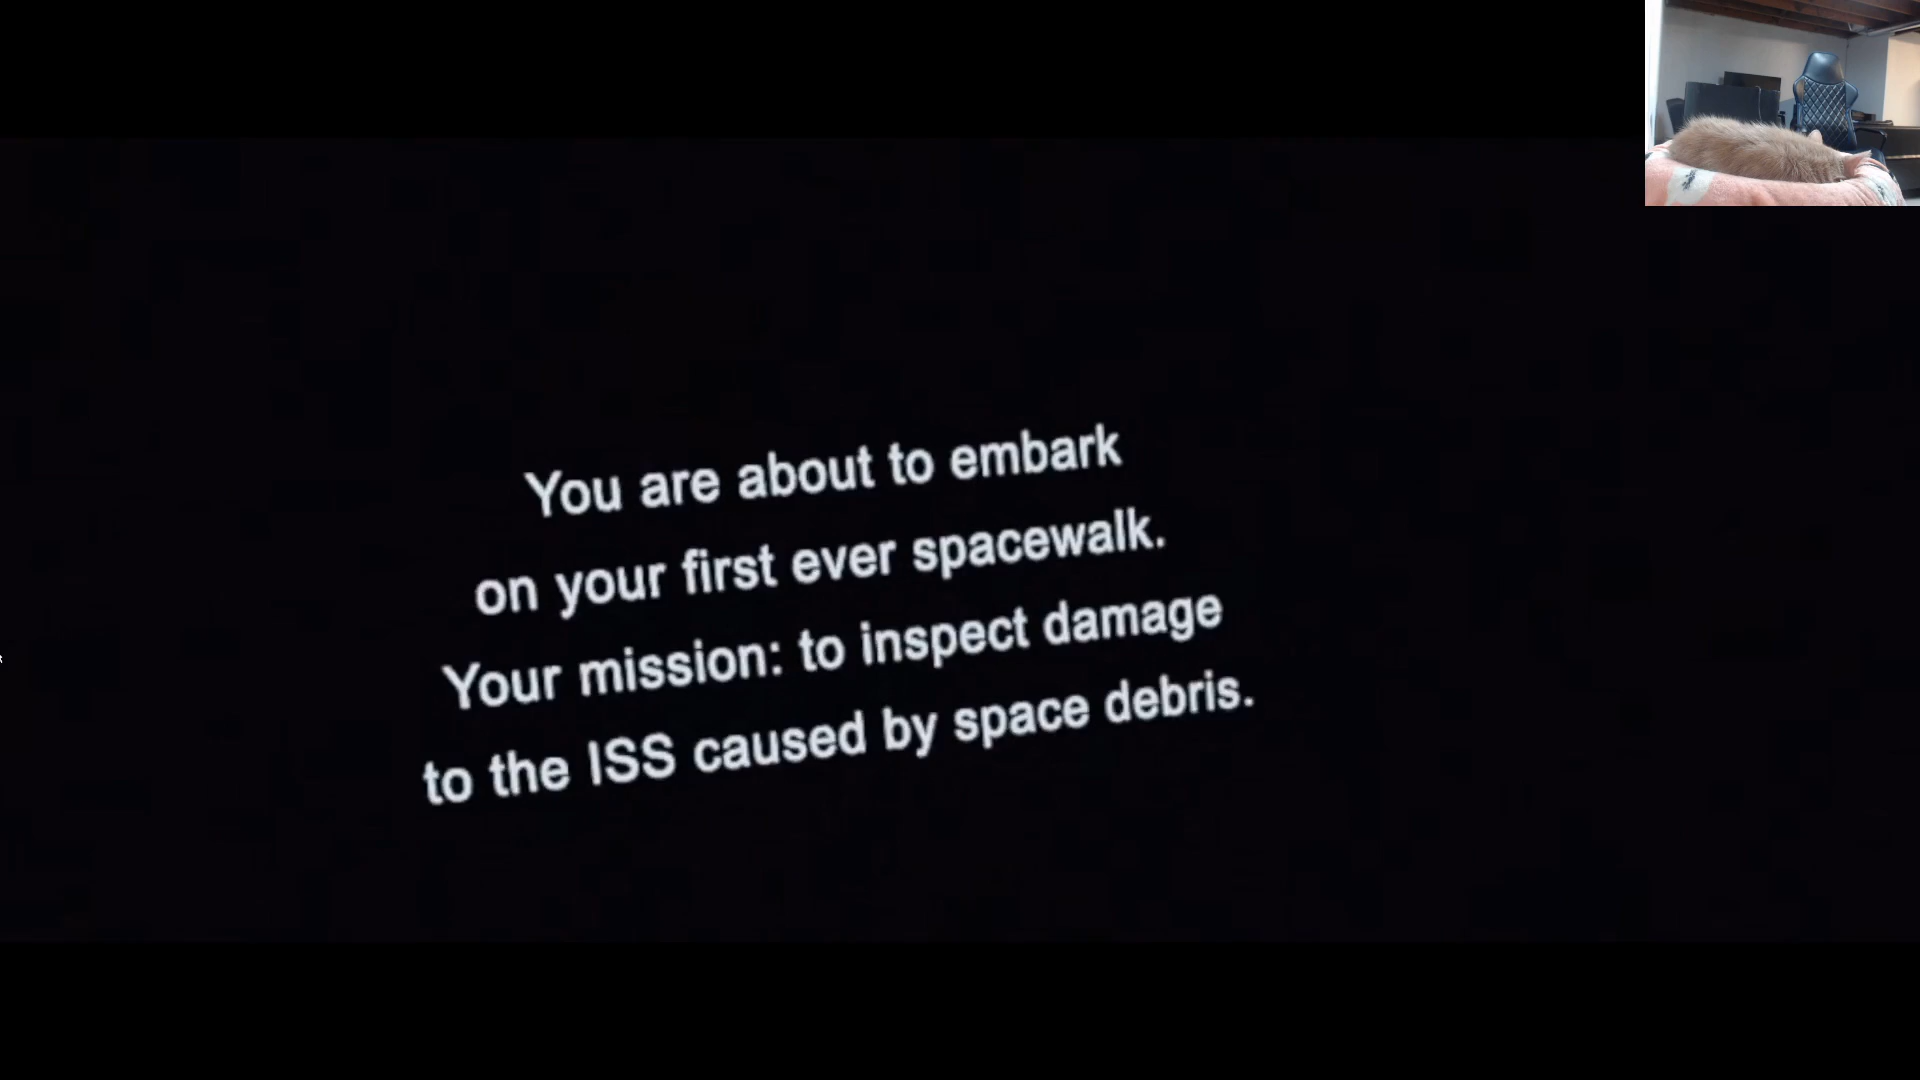 You are about to embark
on your first ever spacewalk.
Your mission: to inspect damage
to the ISS caused by space debris.